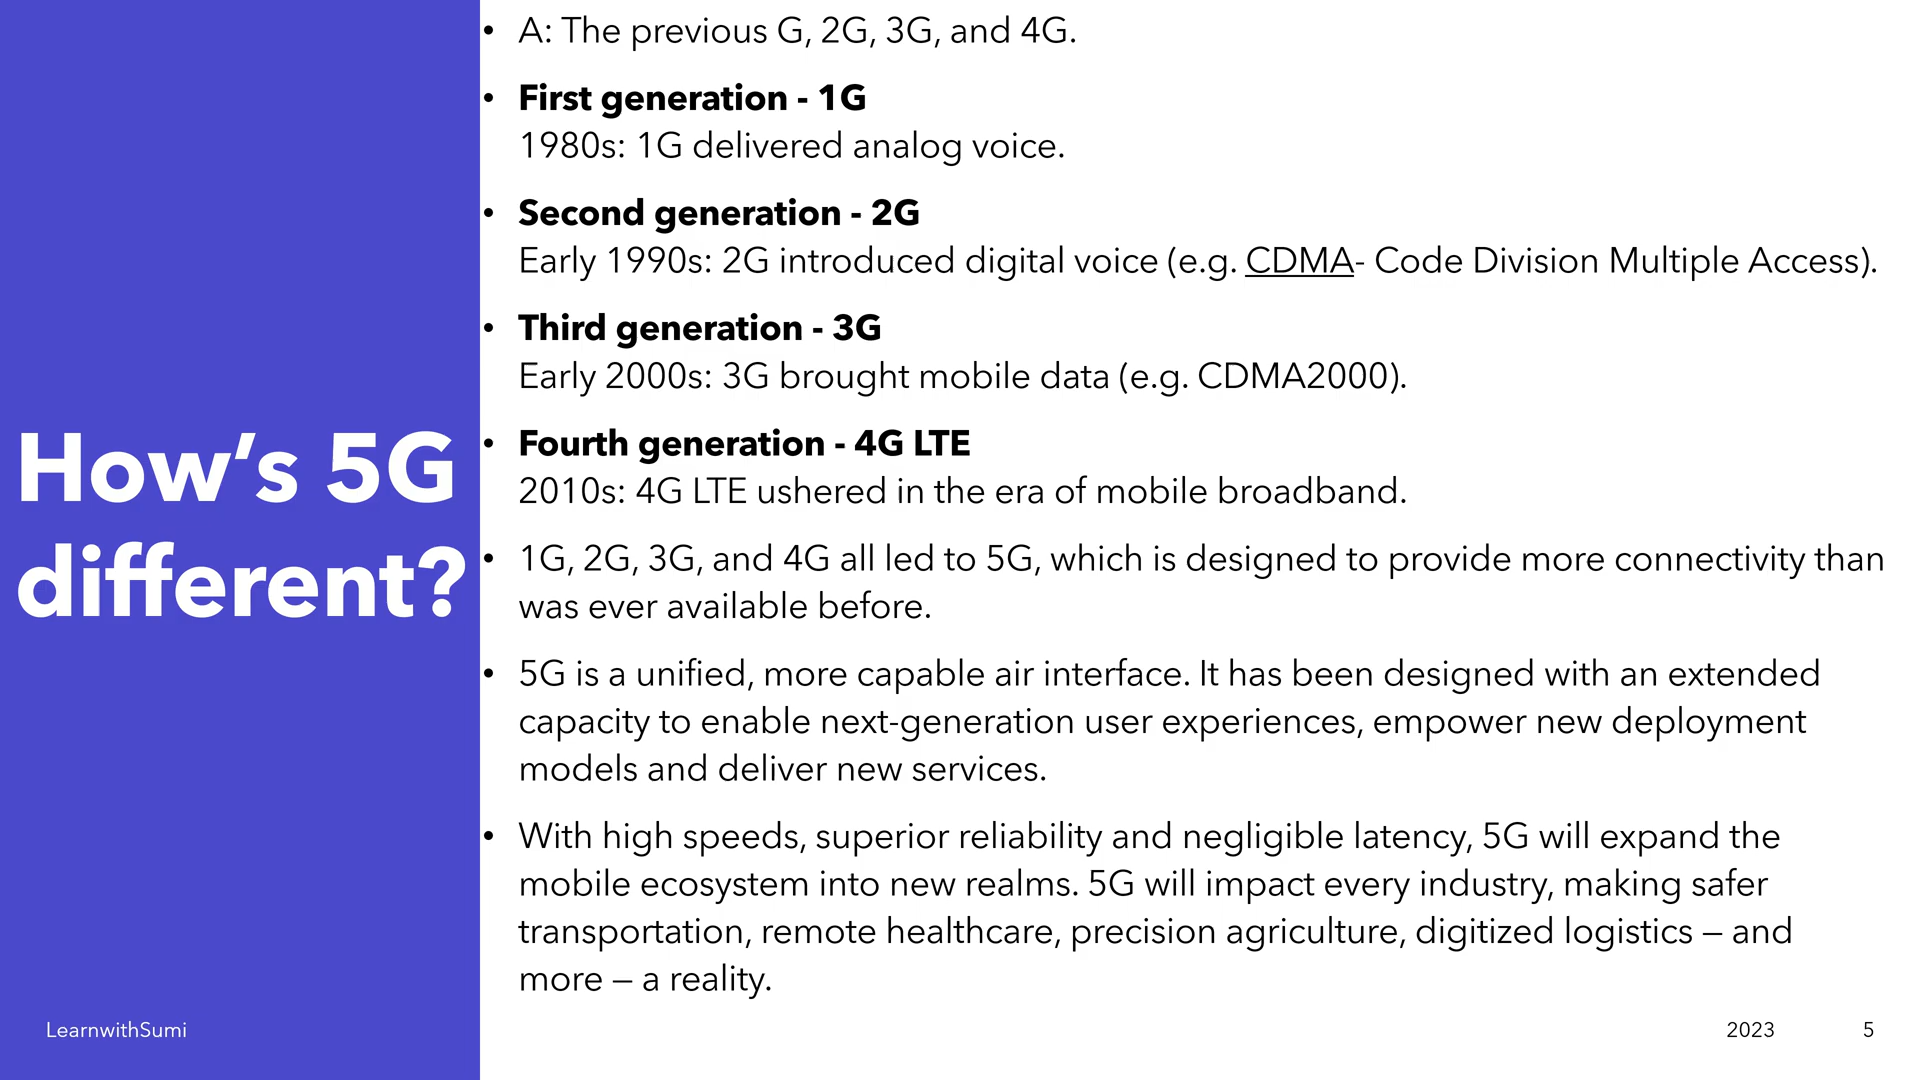 How’s 5G
different?
• A: The previous G, 2G, 3G, and 4G.
• First generation - 1G
1980s: 1G delivered analog voice.
• Second generation - 2G
Early 1990s: 2G introduced digital voice (e.g. CDMA- Code Division Multiple Access).
• Third generation - 3G
Early 2000s: 3G brought mobile data (e.g. CDMA2000).
• Fourth generation - 4G LTE
2010s: 4G LTE ushered in the era of mobile broadband.
• 1G, 2G, 3G, and 4G all led to 5G, which is designed to provide more connectivity than
was ever available before.
• 5G is a unified, more capable air interface. It has been designed with an extended
capacity to enable next-generation user experiences, empower new deployment
models and deliver new services.
• With high speeds, superior reliability and negligible latency, 5G will expand the
mobile ecosystem into new realms. 5G will impact every industry, making safer
transportation, remote healthcare, precision agriculture, digitized logistics — and
more — a reality.
LearnwithSumi
2023
5